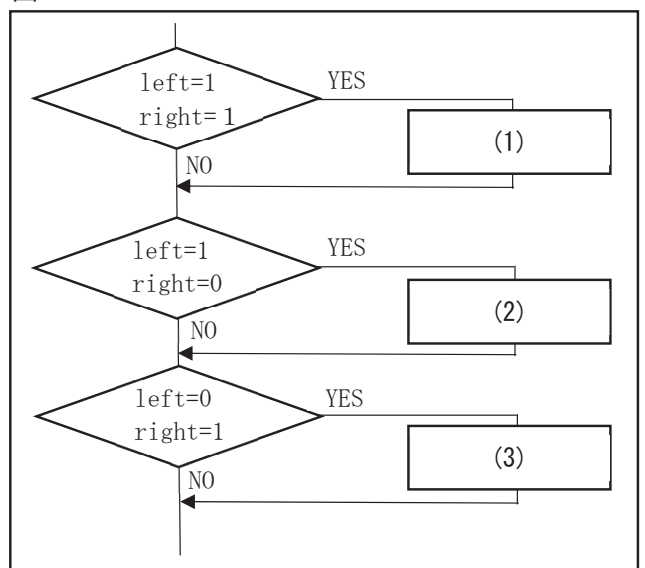 left=1
right=1
YES
(1)
NO
left=1
right=0
YES
(2)
NO
left=0
right=1
YES
(3)
NO